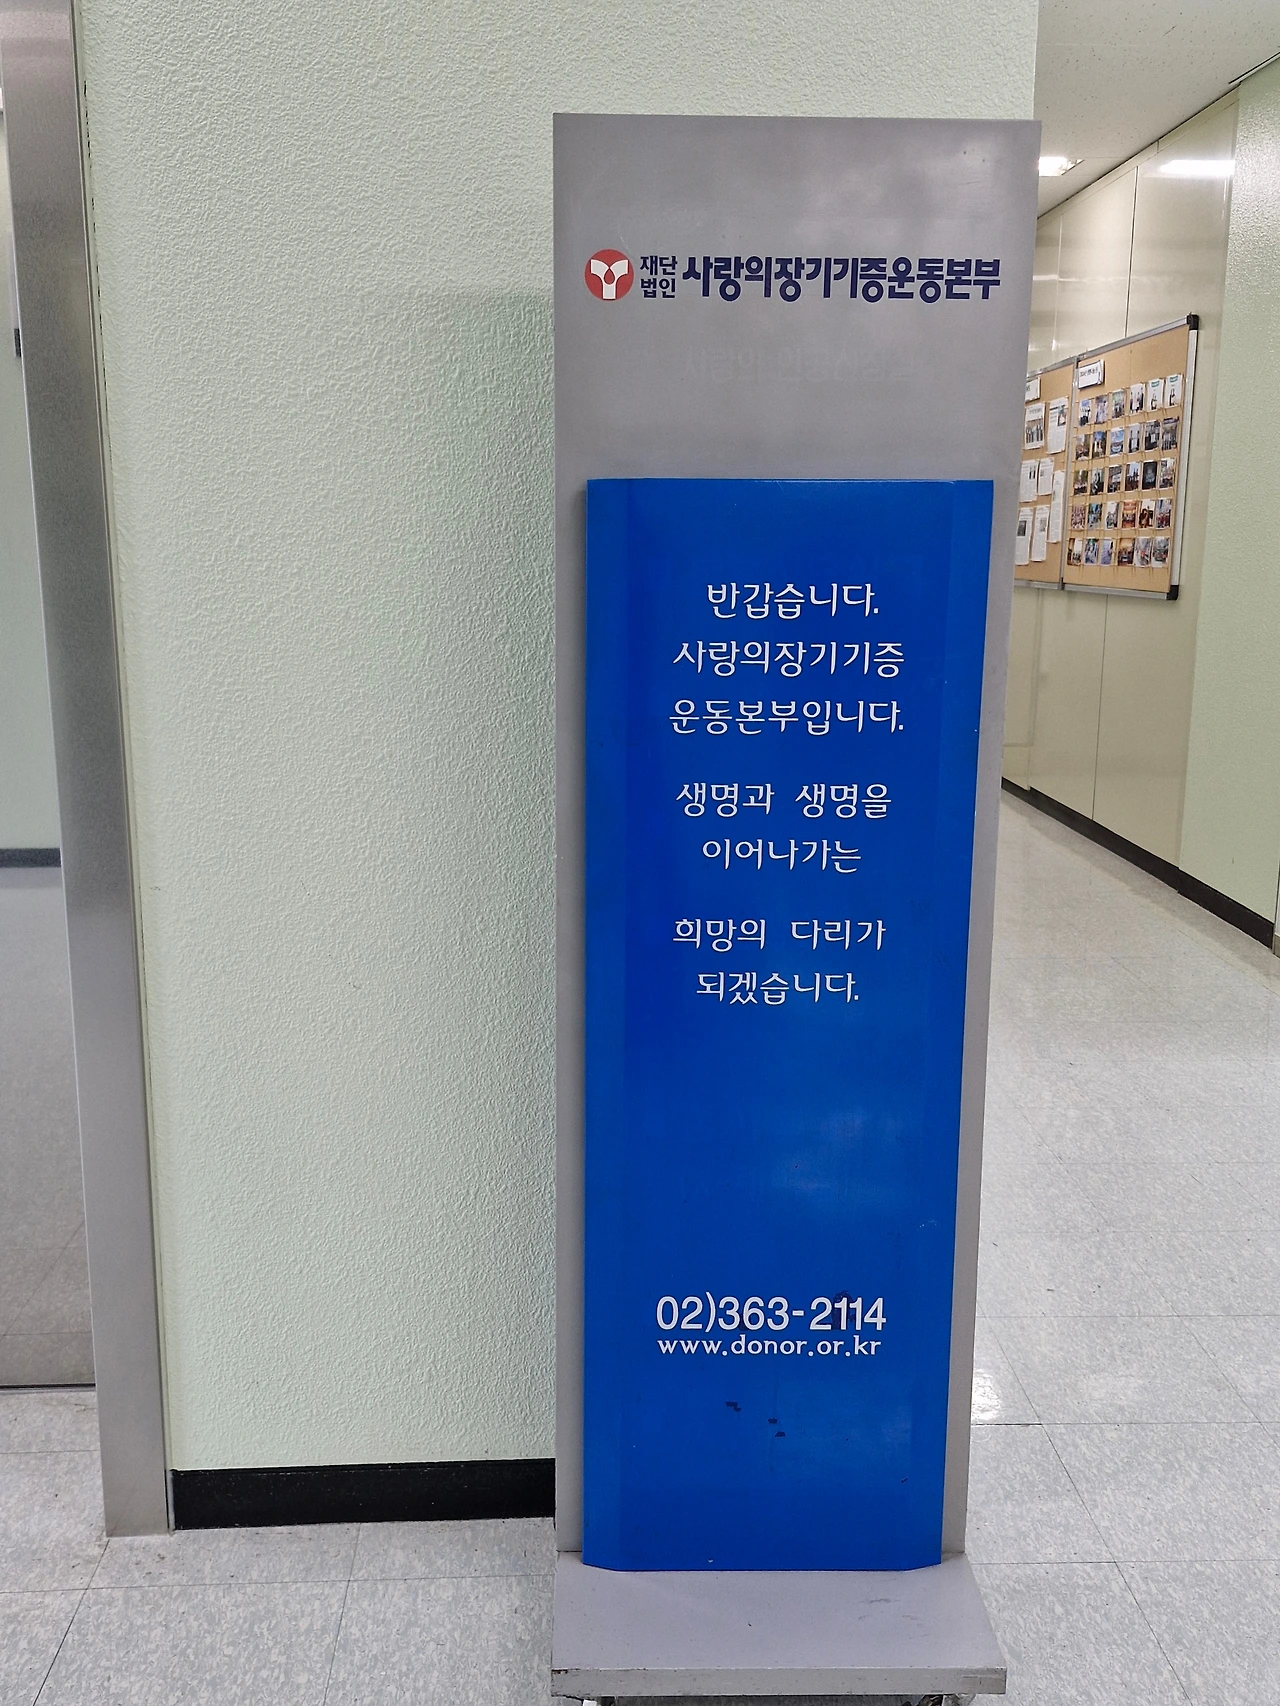 재단
법인
사랑의장기기증운동본부
반갑습니다.
사랑의장기기증
운동본부입니다.
생명과 생명을
이어나가는
희망의 다리가
되겠습니다.
02)363-2114
www.donor.or.kr